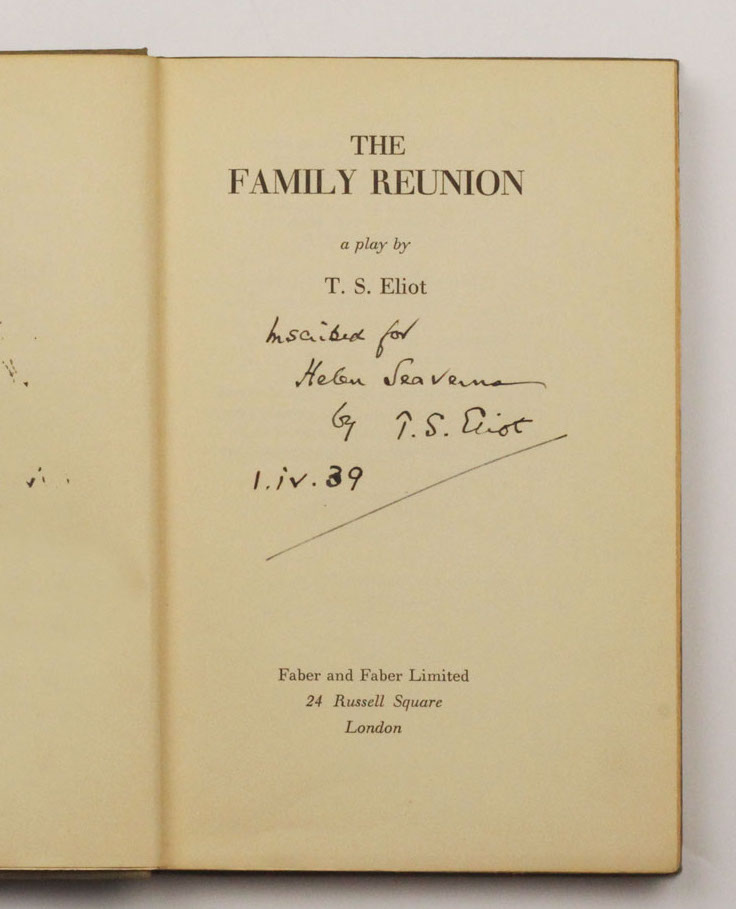 THE
FAMILY REUNION
a play by
T. S. Eliot
Inscribed for
Helen Seaverns
by T.S. Eliot
1.iv.39
Faber and Faber Limited
24 Russell Square
London